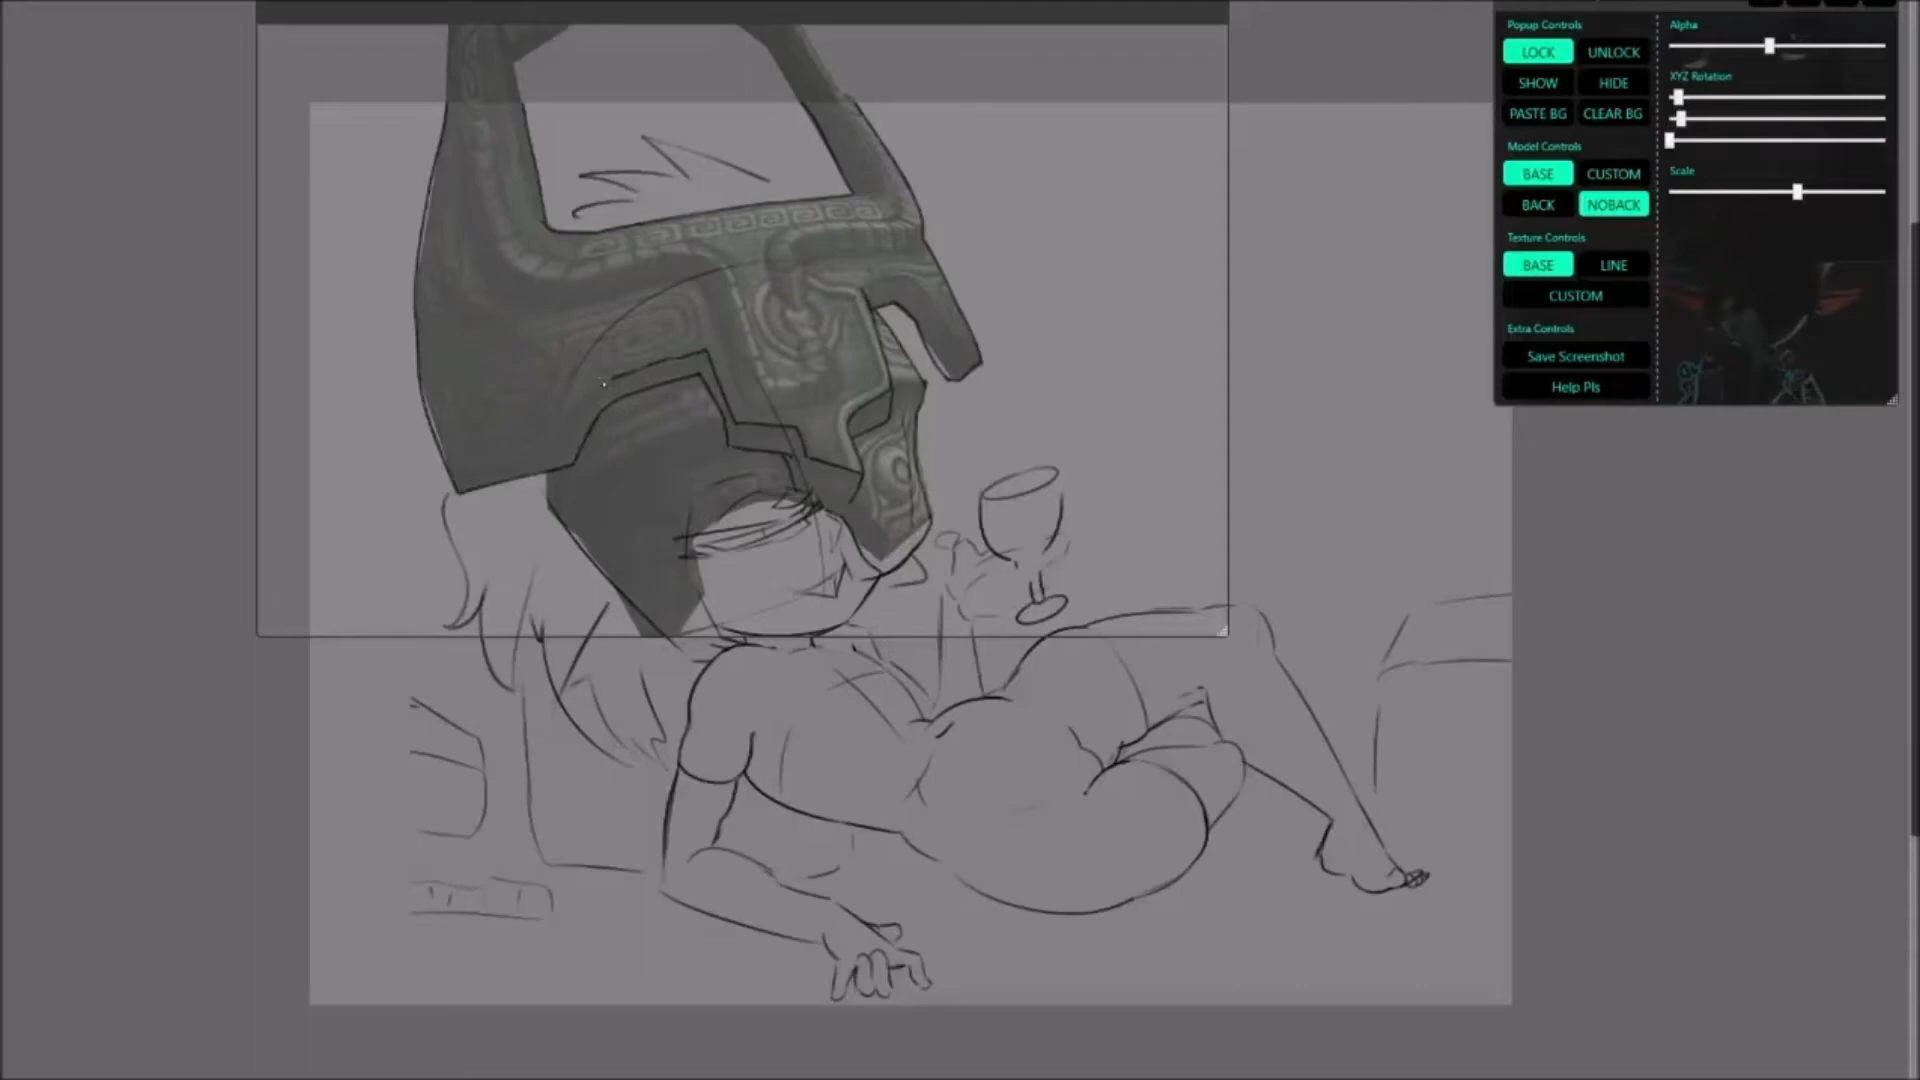 Popup Controls
LOCK UNLOCK
SHOW HIDE
PASTE BG CLEAR BG
Model Controls
BASE CUSTOM
BACK NOBACK
Texture Controls
BASE LINE
CUSTOM
Extra Controls
Save Screenshot
Help Pls
Alpha
XYZ Rotation
Scale